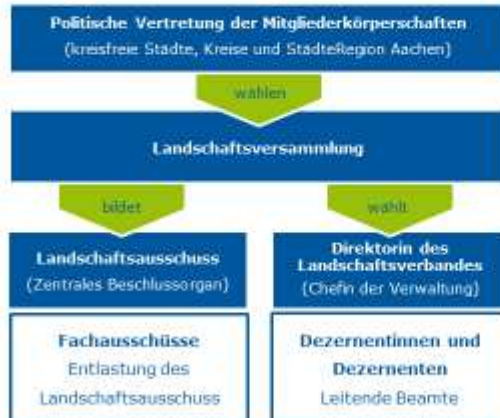 Politische Vertretung der Mitgliederkörperschaften
(kreisfreie Städte, Kreise und StädteRegion Aachen)
wählen
Landschaftsversammlung
bildet
wählt
Landschaftsausschuss
(Zentrales Beschlussorgan)
Direktorin des
Landschaftsverbandes
(Chefin der Verwaltung)
Fachausschüsse
Entlastung des
Landschaftsausschuss
Dezernentinnen und
Dezernenten
Leitende Beamte